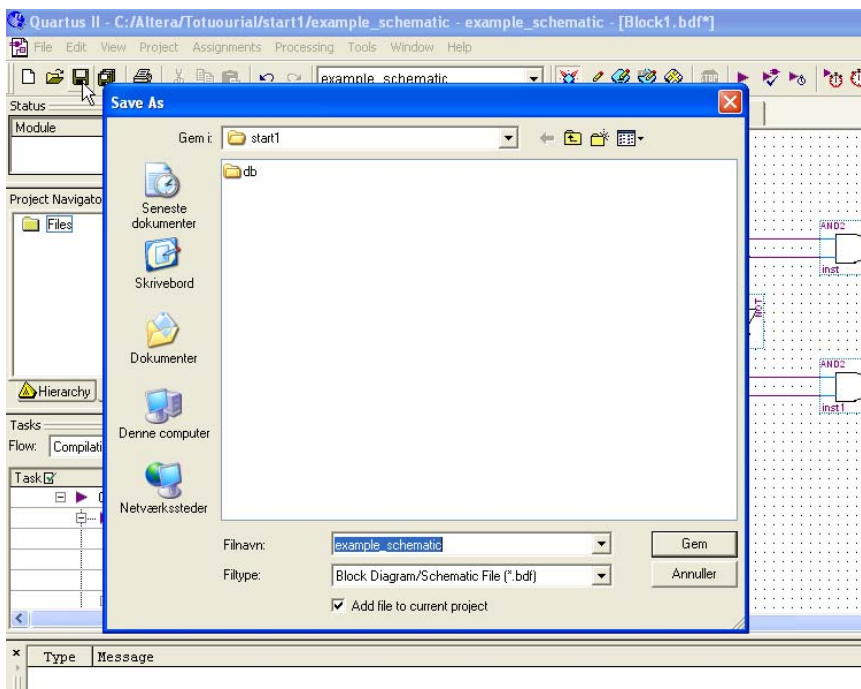 Quartus II - C:/Altera/Totuourial/start1/example_schematic - example_schematic - [Block1.bdf*]
File Edit View Project Assignments Processing Tools Window Help
example_schematic
Status
Module
Save As
Gem i: start1
db
Project Navigato
Files
Seneste
dokumenter
Skrivebord
Dokumenter
Denne computer
Netværkssteder
AND2
inst
NOT
AND2
inst1
Hierarchy
Tasks
Flow: Compilati
Task
Filnavn: example_schematic Gem
Filtype: Block Diagram/Schematic File (*.bdf) Annuller
Add file to current project
Type Message